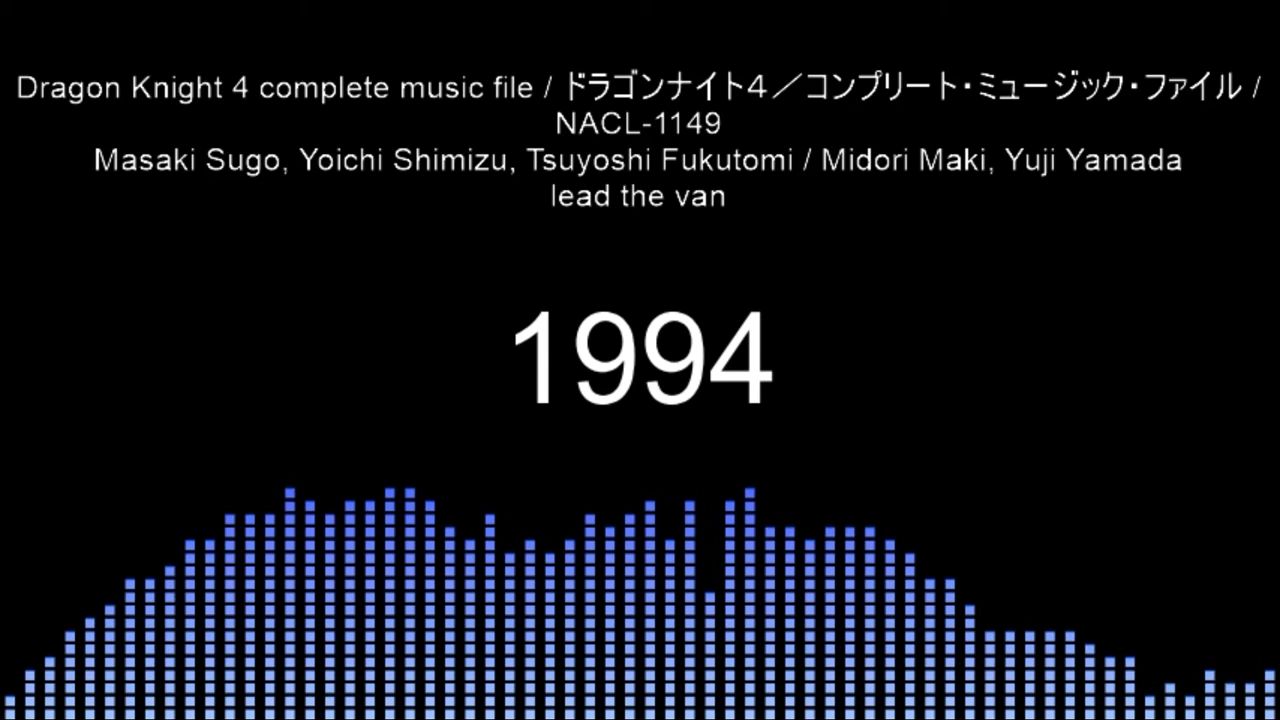 Dragon Knight 4 complete music file / ドラゴンナイト４／コンプリート・ミュージック・ファイル /
NACL-1149
Masaki Sugo, Yoichi Shimizu, Tsuyoshi Fukutomi / Midori Maki, Yuji Yamada
lead the van
1994